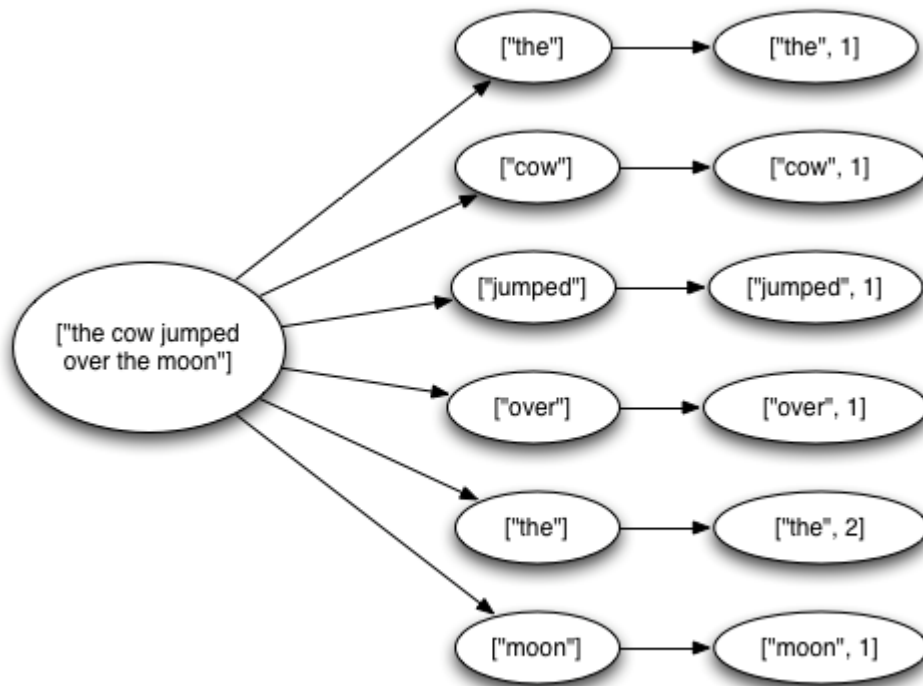 ["the"]
["the", 1]
["cow"]
["cow", 1]
["jumped"]
["jumped", 1]
["the cow jumped
over the moon"]
["over"]
["over", 1]
["the"]
["the", 2]
["moon"]
["moon", 1]